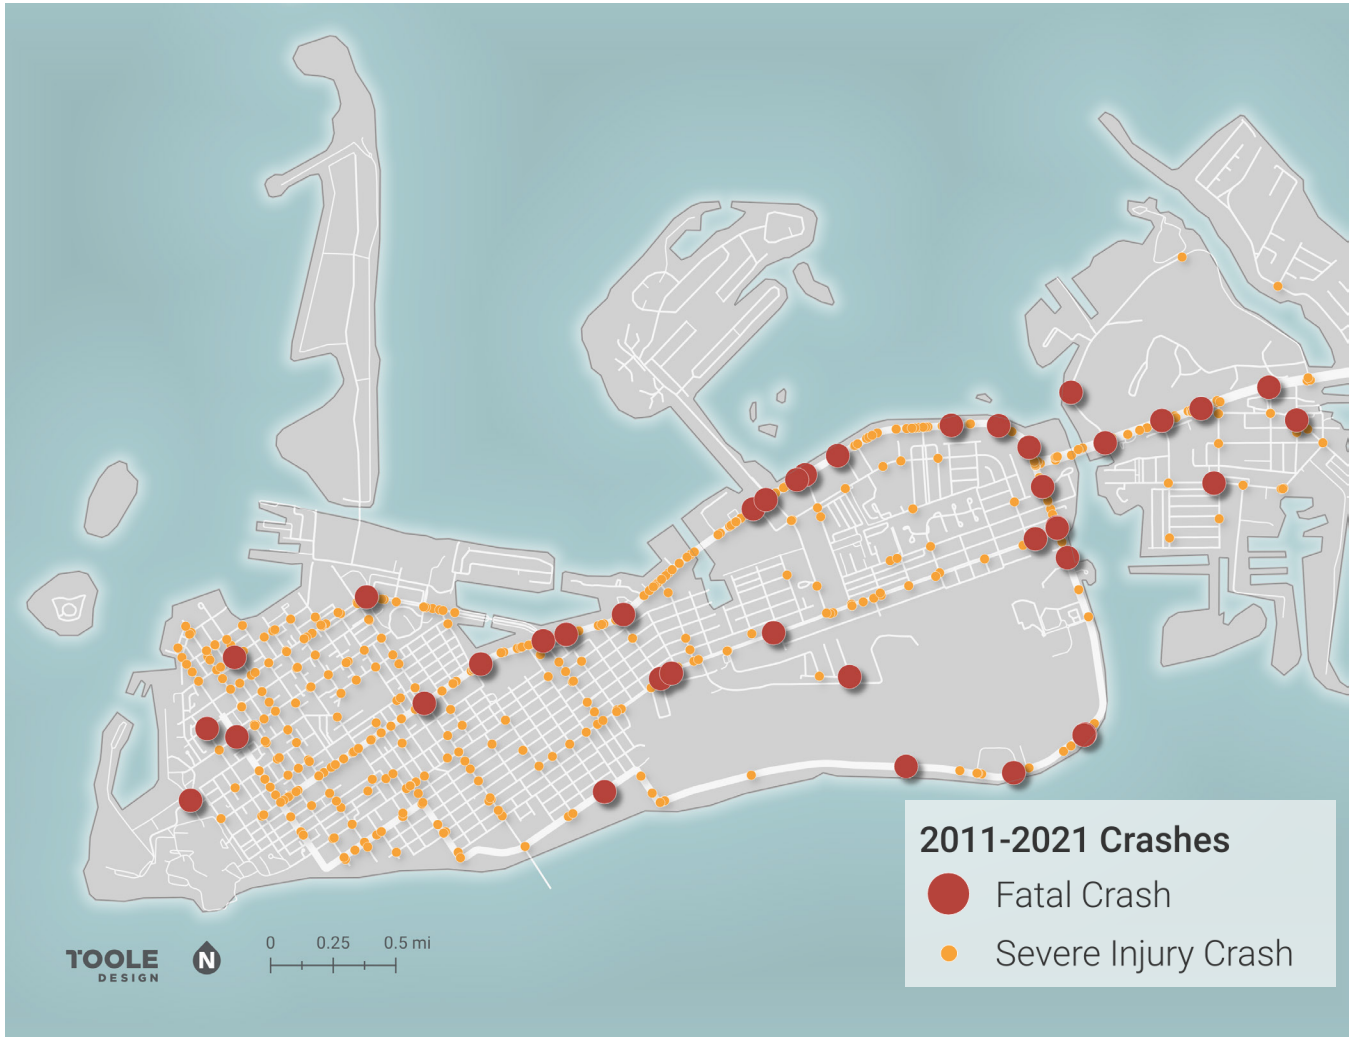 2011-2021 Crashes
Fatal Crash
Severe Injury Crash
TOOLE
DESIGN
N
0 0.25 0.5 mi